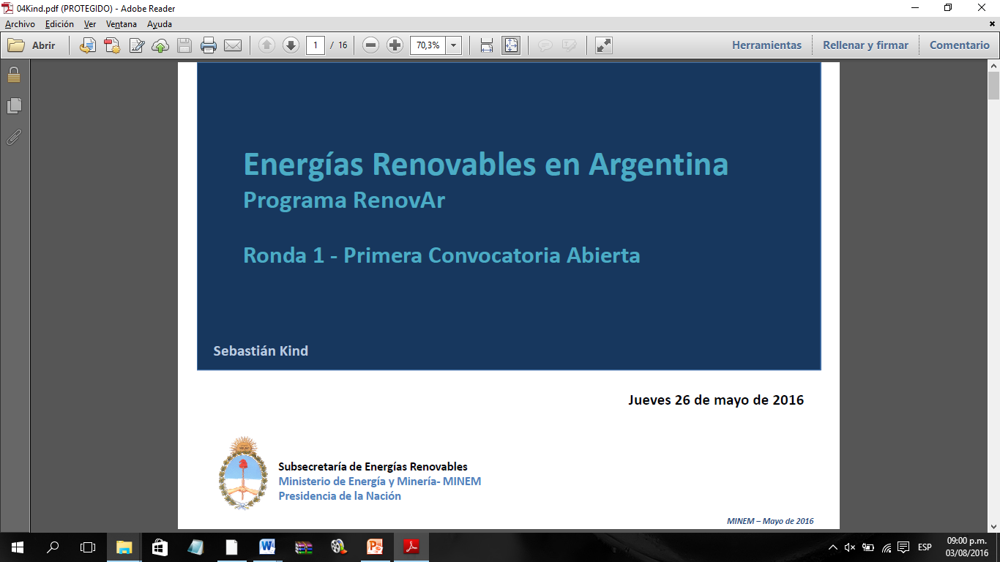 04Kind.pdf (PROTEGIDO) - Adobe Reader
Archivo Edición Ver Ventana Ayuda
Abrir 1 / 16 70,3% Herramientas Rellenar y firmar Comentario
Energías Renovables en Argentina
Programa RenovAr
Ronda 1 - Primera Convocatoria Abierta
Sebastián Kind
Jueves 26 de mayo de 2016
Subsecretaría de Energías Renovables
Ministerio de Energía y Minería- MINEM
Presidencia de la Nación
MINEM – Mayo de 2016
ESP
09:00 p.m.
03/08/2016